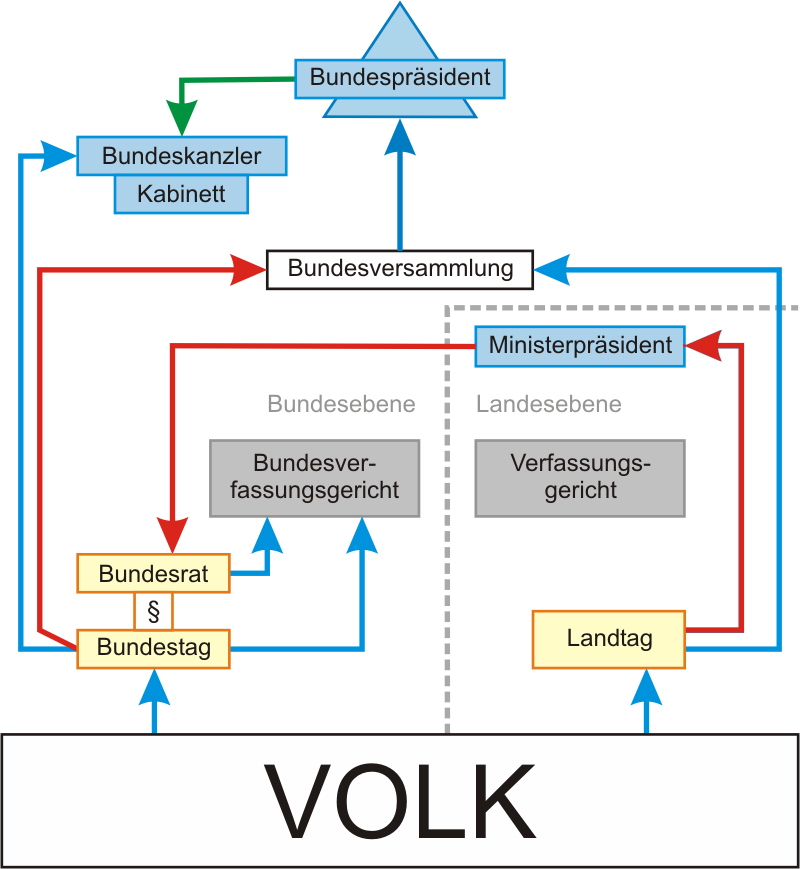 Bundespräsident
Bundeskanzler
Kabinett
Bundesversammlung
Ministerpräsident
Bundesebene
Landesebene
Bundesver-
fassungsgericht
Verfassungs-
gericht
Bundesrat
§
Bundestag
Landtag
VOLK